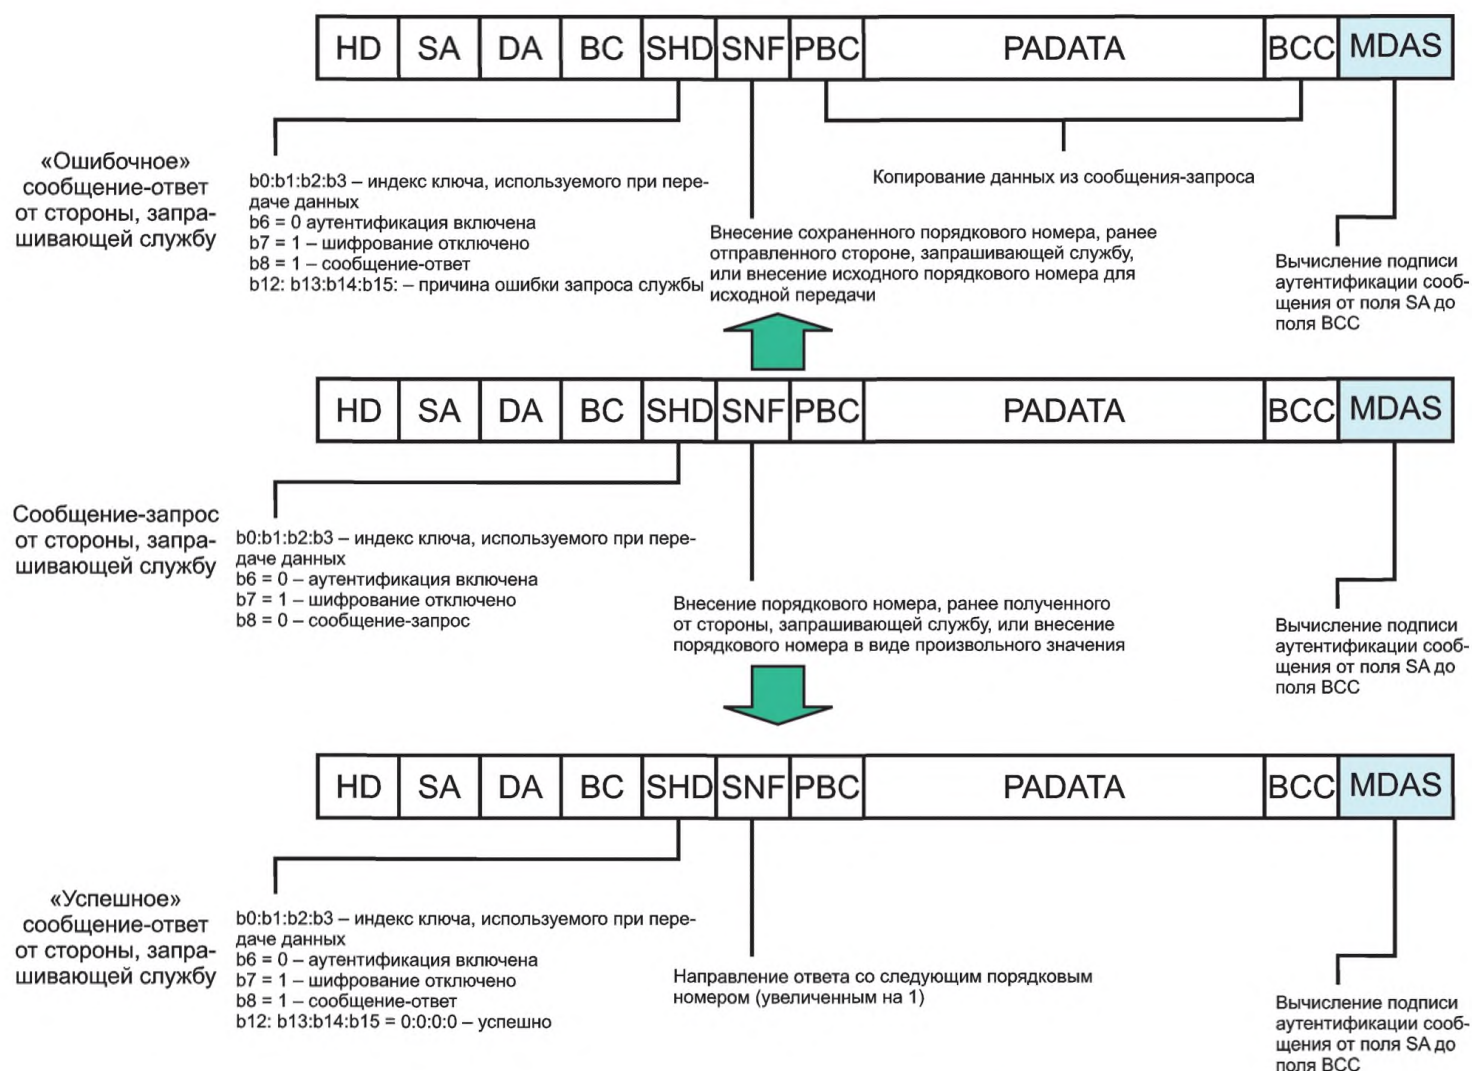 HD SA DA BC SHD SNF PBC PADATA BCC MDAS
«Ошибочное»
сообщение-ответ
от стороны, запра-
шивающей службу
b0:b1:b2:b3 – индекс ключа, используемого при пере-
даче данных
b6 = 0 аутентификация включена
b7 = 1 – шифрование отключено
b8 = 1 – сообщение-ответ
b12: b13:b14:b15: – причина ошибки запроса службы
Внесение сохраненного порядкового номера, ранее
отправленного стороне, запрашивающей службу,
или внесение исходного порядкового номера для
исходной передачи
Копирование данных из сообщения-запроса
Вычисление подписи
аутентификации сооб-
щения от поля SA до
поля BCC
HD SA DA BC SHD SNF PBC PADATA BCC MDAS
Сообщение-запрос
от стороны, запра-
шивающей службу
b0:b1:b2:b3 – индекс ключа, используемого при пере-
даче данных
b6 = 0 – аутентификация включена
b7 = 1 – шифрование отключено
b8 = 0 – сообщение-запрос
Внесение порядкового номера, ранее полученного
от стороны, запрашивающей службу, или внесение
порядкового номера в виде произвольного значения
Вычисление подписи
аутентификации сооб-
щения от поля SA до
поля BCC
HD SA DA BC SHD SNF PBC PADATA BCC MDAS
«Успешное»
сообщение-ответ
от стороны, запра-
шивающей службу
b0:b1:b2:b3 – индекс ключа, используемого при пере-
даче данных
b6 = 0 – аутентификация включена
b7 = 1 – шифрование отключено
b8 = 1 – сообщение-ответ
b12: b13:b14:b15 = 0:0:0:0 – успешно
Направление ответа со следующим порядковым
номером (увеличенным на 1)
Вычисление подписи
аутентификации сооб-
щения от поля SA до
поля BCC